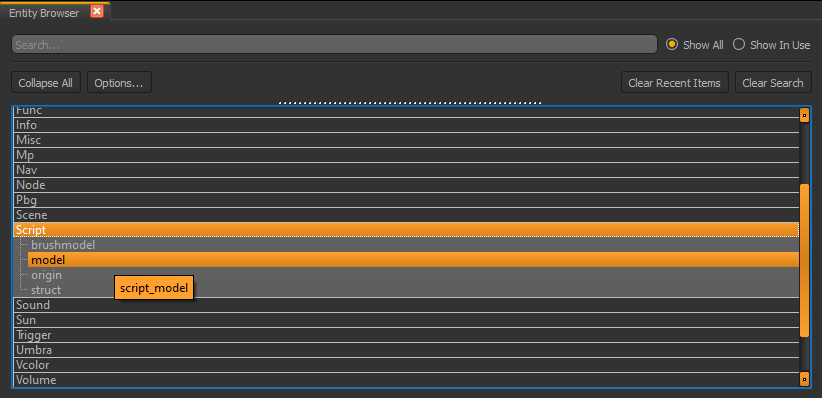 Entity Browser
Search...
Show All
Show In Use
Collapse All
Options...
Clear Recent Items
Clear Search
Func
Info
Misc
Mp
Nav
Node
Pbg
Scene
Script
brushmodel
model
origin
script_model
struct
Sound
Sun
Trigger
Umbra
Vcolor
Volume